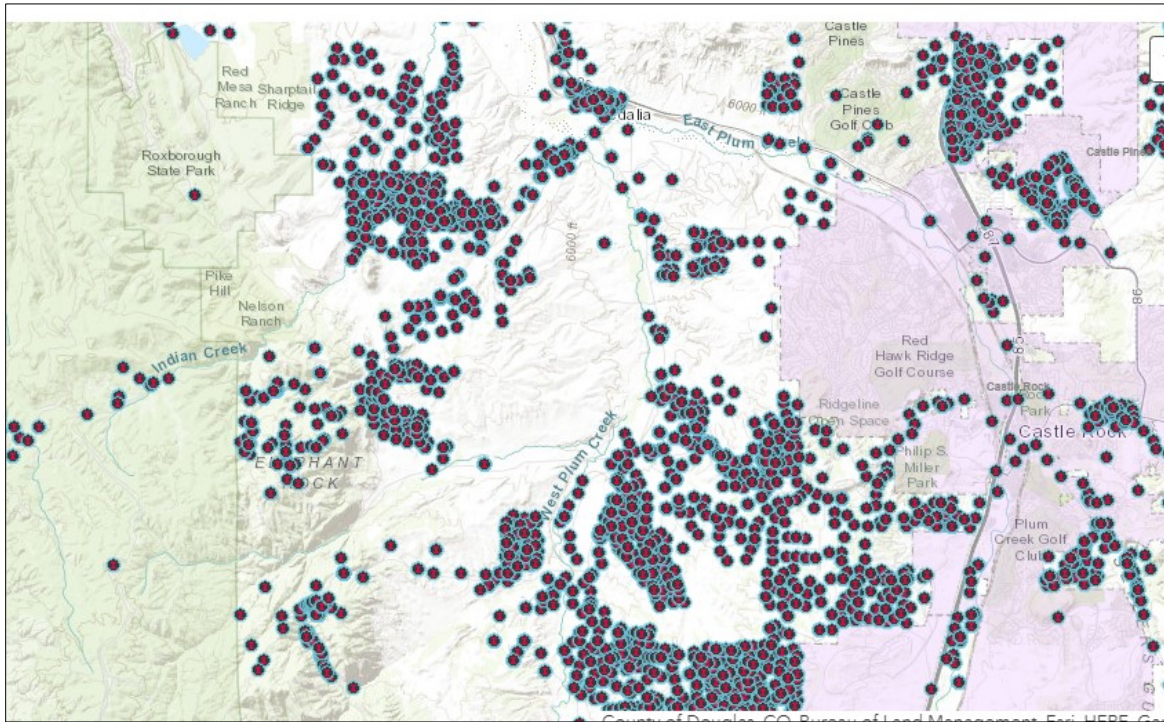 Castle
Pines
Red
Mesa Sharptail
Ranch Ridge
6000 ft
Castle
Pines
Golf Club
dalia
East Plum Creek
Roxborough
State Park
Castle Pines
6000 ft
87
Pike
Hill
86
Nelson
Ranch
Indian Creek
85
Red
Hawk Ridge
Golf Course
Castle Rock
Park
Ridgeline
Open Space
Castle Rock
West Plum Creek
Philip S.
Miller
Park
Plum
Creek Golf
Club
County of Douglas, CO, Bureau of Land Management, Esri, HERE, G